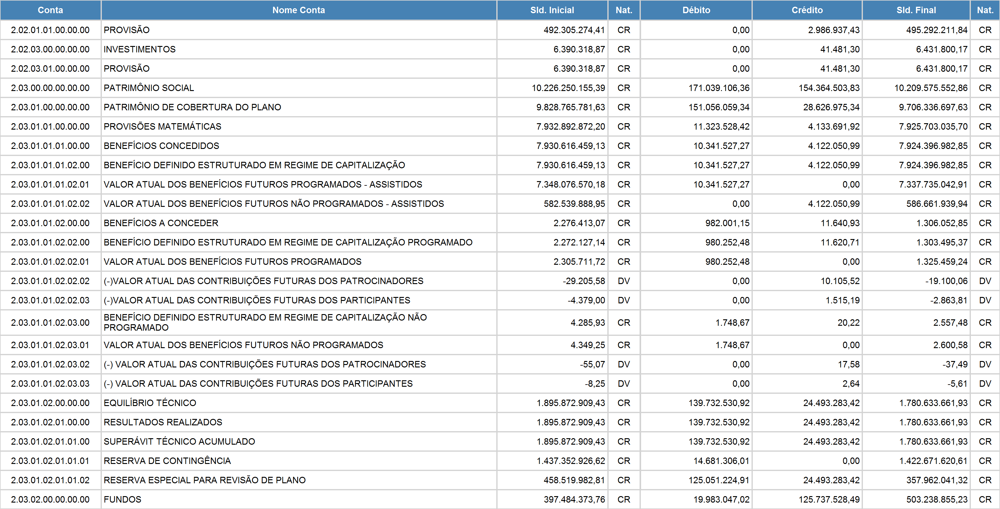 Conta Nome Conta Sld. Inicial Nat. Débito Crédito Sld. Final Nat.
2.02.01.01.00.00.00 PROVISÃO 492.305.274,41 CR 0,00 2.986.937,43 495.292.211,84 CR
2.02.03.00.00.00.00 INVESTIMENTOS 6.390.318,87 CR 0,00 41.481,30 6.431.800,17 CR
2.02.03.01.00.00.00 PROVISÃO 6.390.318,87 CR 0,00 41.481,30 6.431.800,17 CR
2.03.00.00.00.00.00 PATRIMÔNIO SOCIAL 10.226.250.155,39 CR 171.039.106,36 154.364.503,83 10.209.575.552,86 CR
2.03.01.00.00.00.00 PATRIMÔNIO DE COBERTURA DO PLANO 9.828.765.781,63 CR 151.056.059,34 28.626.975,34 9.706.336.697,63 CR
2.03.01.01.00.00.00 PROVISÕES MATEMÁTICAS 7.932.892.872,20 CR 11.323.528,42 4.133.691,92 7.925.703.035,70 CR
2.03.01.01.01.00.00 BENEFÍCIOS CONCEDIDOS 7.930.616.459,13 CR 10.341.527,27 4.122.050,99 7.924.396.982,85 CR
2.03.01.01.01.02.00 BENEFÍCIO DEFINIDO ESTRUTURADO EM REGIME DE CAPITALIZAÇÃO 7.930.616.459,13 CR 10.341.527,27 4.122.050,99 7.924.396.982,85 CR
2.03.01.01.01.02.01 VALOR ATUAL DOS BENEFÍCIOS FUTUROS PROGRAMADOS - ASSISTIDOS 7.348.076.570,18 CR 10.341.527,27 0,00 7.337.735.042,91 CR
2.03.01.01.01.02.02 VALOR ATUAL DOS BENEFÍCIOS FUTUROS NÃO PROGRAMADOS - ASSISTIDOS 582.539.888,95 CR 0,00 4.122.050,99 586.661.939,94 CR
2.03.01.01.02.00.00 BENEFÍCIOS A CONCEDER 2.276.413,07 CR 982.001,15 11.640,93 1.306.052,85 CR
2.03.01.01.02.02.00 BENEFÍCIO DEFINIDO ESTRUTURADO EM REGIME DE CAPITALIZAÇÃO PROGRAMADO 2.272.127,14 CR 980.252,48 11.620,71 1.303.495,37 CR
2.03.01.01.02.02.01 VALOR ATUAL DOS BENEFÍCIOS FUTUROS PROGRAMADOS 2.305.711,72 CR 980.252,48 0,00 1.325.459,24 CR
2.03.01.01.02.02.02 (-)VALOR ATUAL DAS CONTRIBUIÇÕES FUTURAS DOS PATROCINADORES -29.205,58 DV 0,00 10.105,52 -19.100,06 DV
2.03.01.01.02.02.03 (-)VALOR ATUAL DAS CONTRIBUIÇÕES FUTURAS DOS PARTICIPANTES -4.379,00 DV 0,00 1.515,19 -2.863,81 DV
2.03.01.01.02.03.00 BENEFÍCIO DEFINIDO ESTRUTURADO EM REGIME DE CAPITALIZAÇÃO NÃO
PROGRAMADO 4.285,93 CR 1.748,67 20,22 2.557,48 CR
2.03.01.01.02.03.01 VALOR ATUAL DOS BENEFÍCIOS FUTUROS NÃO PROGRAMADOS 4.349,25 CR 1.748,67 0,00 2.600,58 CR
2.03.01.01.02.03.02 (-) VALOR ATUAL DAS CONTRIBUIÇÕES FUTURAS DOS PATROCINADORES -55,07 DV 0,00 17,58 -37,49 DV
2.03.01.01.02.03.03 (-) VALOR ATUAL DAS CONTRIBUIÇÕES FUTURAS DOS PARTICIPANTES -8,25 DV 0,00 2,64 -5,61 DV
2.03.01.02.00.00.00 EQUILÍBRIO TÉCNICO 1.895.872.909,43 CR 139.732.530,92 24.493.283,42 1.780.633.661,93 CR
2.03.01.02.01.00.00 RESULTADOS REALIZADOS 1.895.872.909,43 CR 139.732.530,92 24.493.283,42 1.780.633.661,93 CR
2.03.01.02.01.01.00 SUPERÁVIT TÉCNICO ACUMULADO 1.895.872.909,43 CR 139.732.530,92 24.493.283,42 1.780.633.661,93 CR
2.03.01.02.01.01.01 RESERVA DE CONTINGÊNCIA 1.437.352.926,62 CR 14.681.306,01 0,00 1.422.671.620,61 CR
2.03.01.02.01.01.02 RESERVA ESPECIAL PARA REVISÃO DE PLANO 458.519.982,81 CR 125.051.224,91 24.493.283,42 357.962.041,32 CR
2.03.02.00.00.00.00 FUNDOS 397.484.373,76 CR 19.983.047,02 125.737.528,49 503.238.855,23 CR